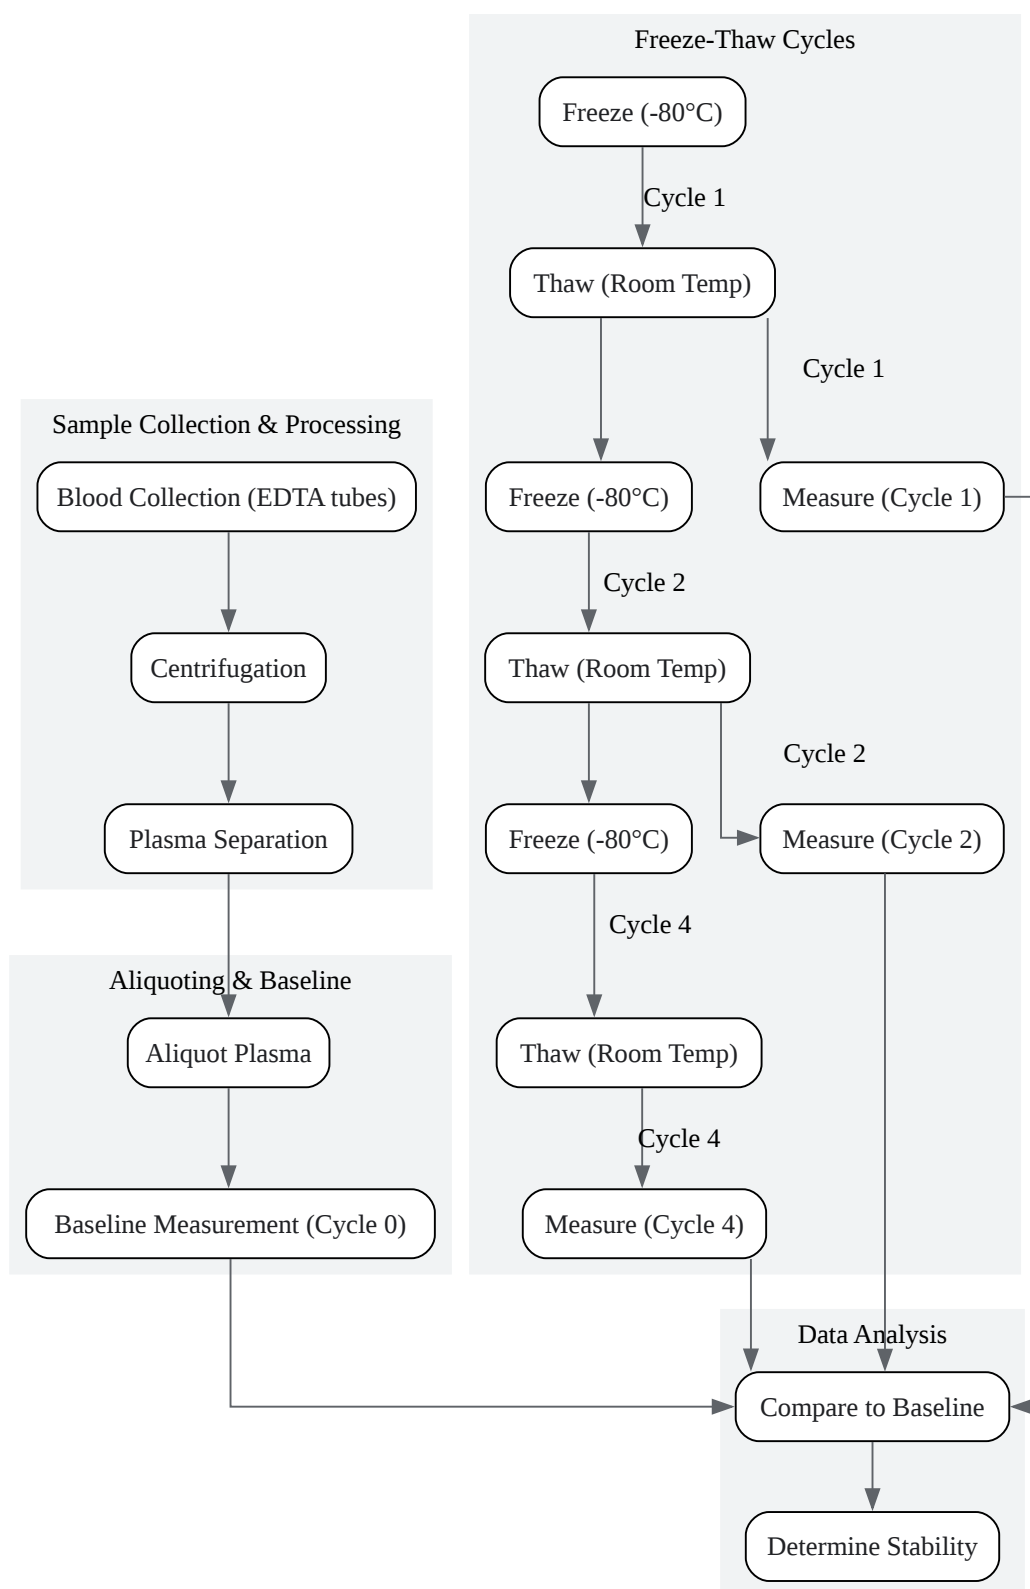 Freeze-Thaw Cycles
Freeze (-80°C)
Cycle 1
Thaw (Room Temp)
Cycle 1
Sample Collection & Processing
Blood Collection (EDTA tubes)
Freeze (-80°C)
Measure (Cycle 1)
Cycle 2
Centrifugation
Thaw (Room Temp)
Cycle 2
Plasma Separation
Freeze (-80°C)
Measure (Cycle 2)
Cycle 4
Aliquoting & Baseline
Aliquot Plasma
Thaw (Room Temp)
Cycle 4
Baseline Measurement (Cycle 0)
Measure (Cycle 4)
Data Analysis
Compare to Baseline
Determine Stability